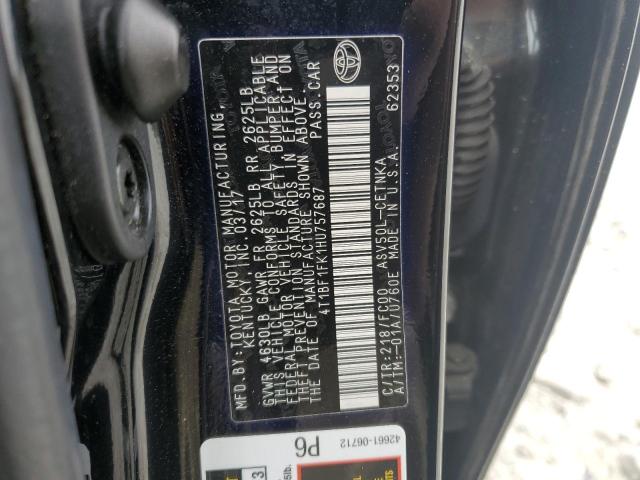 MFD.BY:TOYOTA MOTOR MANUFACTURING,
KENTUCKY, INC. 03/17
GVWR 4630LB GAWR FR 2625LB RR 2625LB
THIS VEHICLE CONFORMS TO ALL APPLICABLE
FEDERAL MOTOR VEHICLE SAFETY BUMPER, AND
THEFT PREVENTION STANDARDS IN EFFECT ON
THE DATE OF MANUFACTURE SHOWN ABOVE.
4T1BF1FK1HU757687 PASS.CAR
C/TR:218/FC90 ASV50L-CETNKA
A/TM:-01A/U760E MADE IN U.S.A. 62353
P6
42661-06712